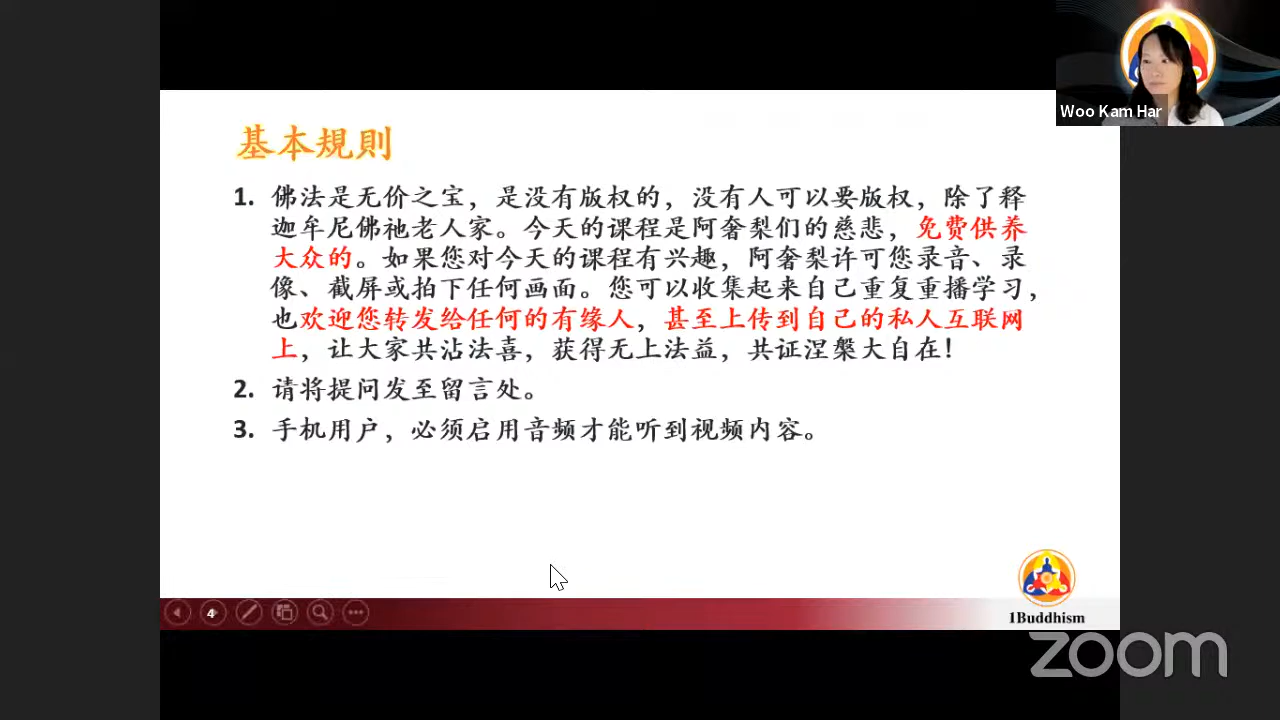 Woo Kam Har
基本規則
1. 佛法是无价之宝，是没有版权的，没有人可以要版权，除了释
迦牟尼佛祂老人家。今天的课程是阿奢梨们的慈悲，免费供养
大众的。如果您对今天的课程有兴趣，阿奢梨许可您录音、录
像、截屏或拍下任何画面。您可以收集起来自己重复重播学习，
也欢迎您转发给任何的有缘人，甚至上传到自己的私人互联网
上，让大家共沾法喜，获得无上法益，共证涅槃大自在！
2. 请将提问发至留言处。
3. 手机用户，必须启用音频才能听到视频内容。
4
1Buddhism
zoom